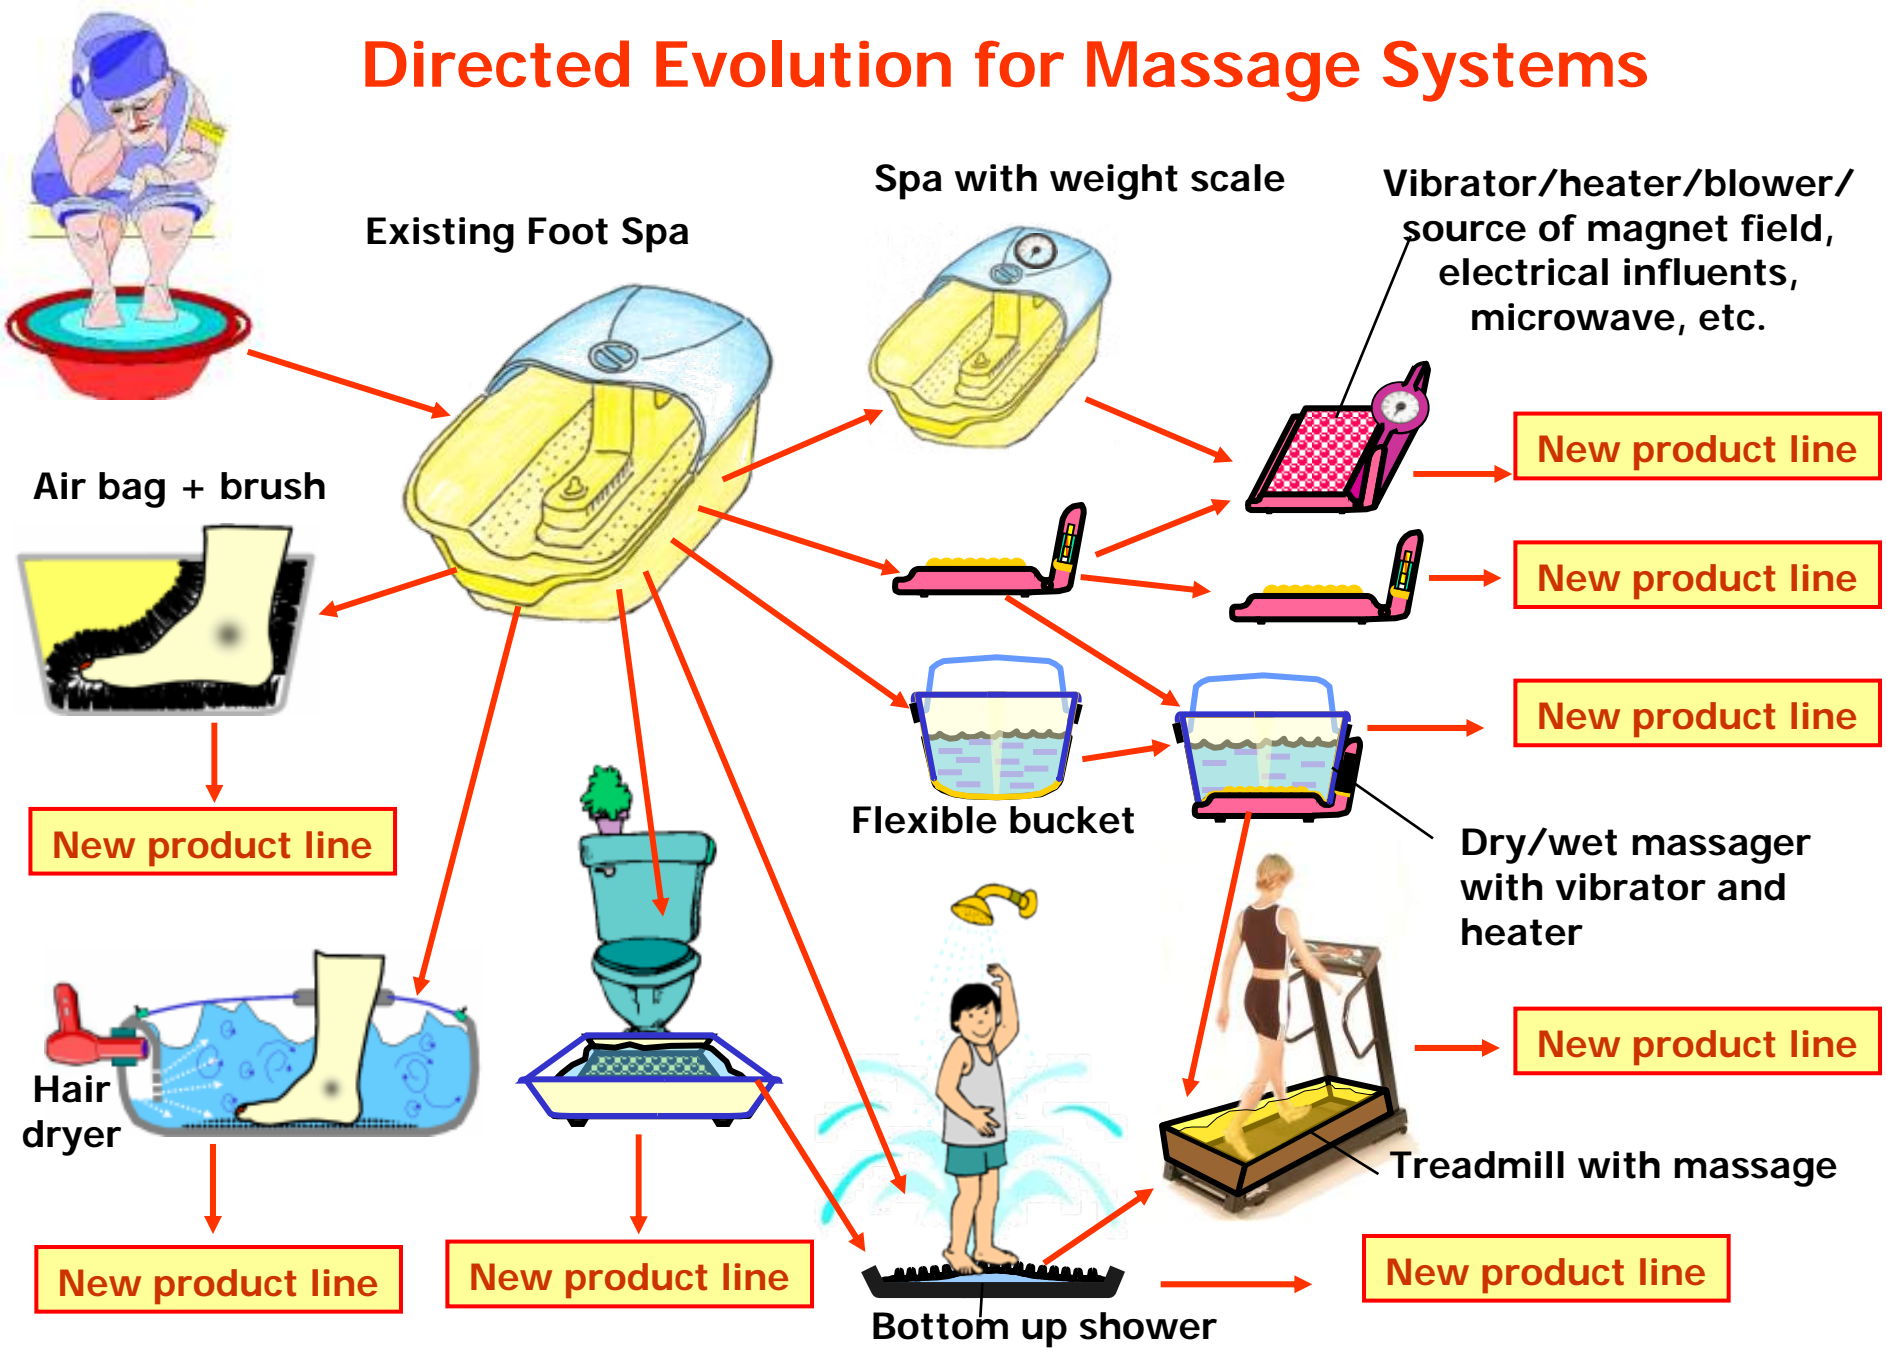 Directed Evolution for Massage Systems
Existing Foot Spa
Spa with weight scale
Vibrator/heater/blower/
source of magnet field,
electrical influents,
microwave, etc.
New product line
Air bag + brush
New product line
New product line
Flexible bucket
New product line
Dry/wet massager
with vibrator and
heater
New product line
Hair
dryer
Treadmill with massage
New product line
New product line
New product line
Bottom up shower